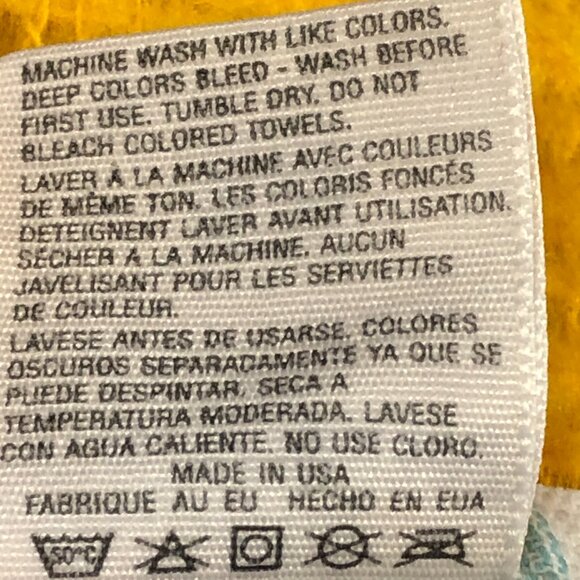 MACHINE WASH WITH LIKE COLORS.
DEEP COLORS BLEED - WASH BEFORE
FIRST USE. TUMBLE DRY. DO NOT
BLEACH COLORED TOWELS.
LAVER À LA MACHINE AVEC COULEURS
DE MÊME TON. LES COLORIS FONCÉS
DETEIGNENT LAVER AVANT UTILISATION.
SÉCHER A LA MACHINE. AUCUN
JAVELISANT POUR LES SERVIETTES
DE COULEUR.
LAVESE ANTES DE USARSE. COLORES
OSCUROS SEPARADAMENTE YA QUE SE
PUEDE DESPINTAR, SECA A
TEMPERATURA MODERADA. LAVESE
CON AGUA CALIENTE. NO USE CLORO.
MADE IN USA
FABRIQUE AU EU HECHO EN EUA
50°C